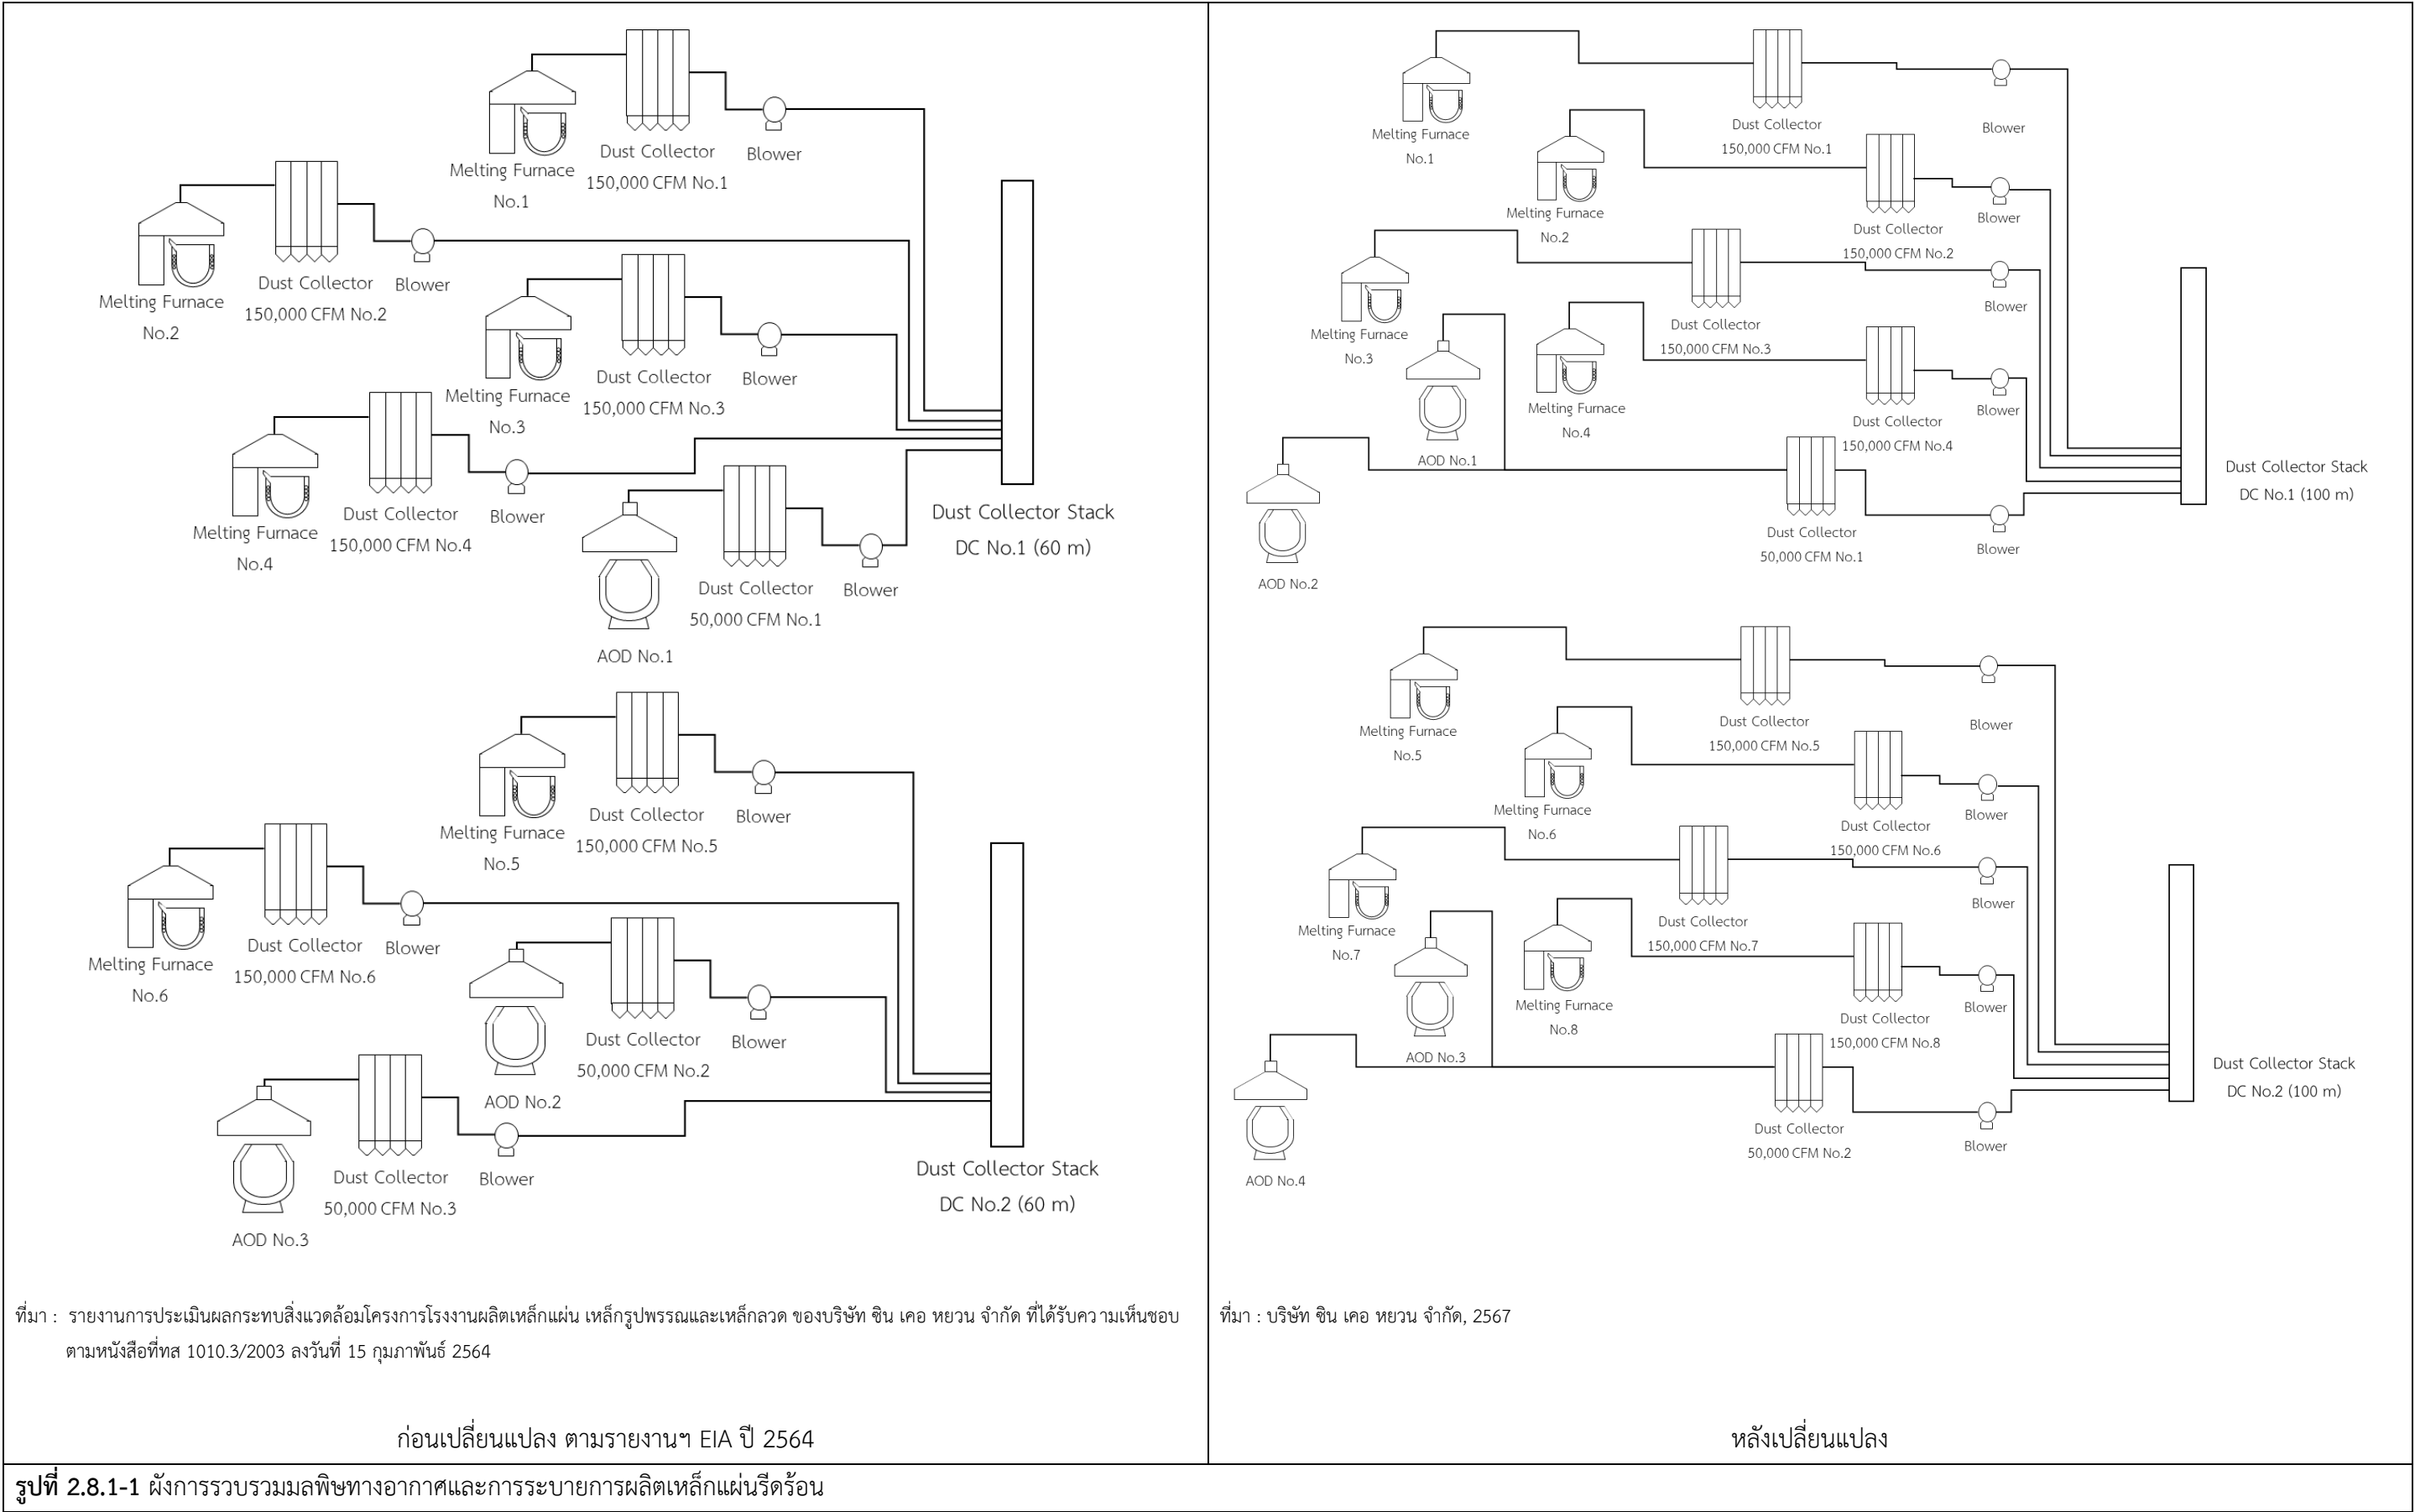 Melting Furnace
No.1
Dust Collector
150,000 CFM No.1
Blower
Melting Furnace
No.2
Dust Collector
150,000 CFM No.2
Blower
Melting Furnace
No.3
Dust Collector
150,000 CFM No.3
Blower
Melting Furnace
No.4
Dust Collector
150,000 CFM No.4
Blower
AOD No.1
Dust Collector
50,000 CFM No.1
Blower
Dust Collector Stack
DC No.1 (60 m)
Melting Furnace
No.5
Dust Collector
150,000 CFM No.5
Blower
Melting Furnace
No.6
Dust Collector
150,000 CFM No.6
Blower
AOD No.2
Dust Collector
50,000 CFM No.2
Blower
AOD No.3
Dust Collector
50,000 CFM No.3
Blower
Dust Collector Stack
DC No.2 (60 m)
ที่มา : รายงานการประเมินผลกระทบสิ่งแวดล้อมโครงการโรงงานผลิตเหล็กแผ่น เหล็กรูปพรรณและเหล็กลวด ของบริษัท ซิน เคอ หยวน จำกัด ที่ได้รับความเห็นชอบ
ตามหนังสือที่ทส 1010.3/2003 ลงวันที่ 15 กุมภาพันธ์ 2564
ก่อนเปลี่ยนแปลง ตามรายงานฯ EIA ปี 2564
Melting Furnace
No.1
Dust Collector
150,000 CFM No.1
Blower
Melting Furnace
No.2
Dust Collector
150,000 CFM No.2
Blower
Melting Furnace
No.3
Dust Collector
150,000 CFM No.3
Blower
Melting Furnace
No.4
Dust Collector
150,000 CFM No.4
Blower
AOD No.1
AOD No.2
Dust Collector
50,000 CFM No.1
Blower
Dust Collector Stack
DC No.1 (100 m)
Melting Furnace
No.5
Dust Collector
150,000 CFM No.5
Blower
Melting Furnace
No.6
Dust Collector
150,000 CFM No.6
Blower
Melting Furnace
No.7
Dust Collector
150,000 CFM No.7
Blower
Melting Furnace
No.8
Dust Collector
150,000 CFM No.8
Blower
AOD No.3
AOD No.4
Dust Collector
50,000 CFM No.2
Blower
Dust Collector Stack
DC No.2 (100 m)
ที่มา : บริษัท ซิน เคอ หยวน จำกัด, 2567
หลังเปลี่ยนแปลง
รูปที่ 2.8.1-1 ผังการรวบรวมมลพิษทางอากาศและการระบายการผลิตเหล็กแผ่นรีดร้อน